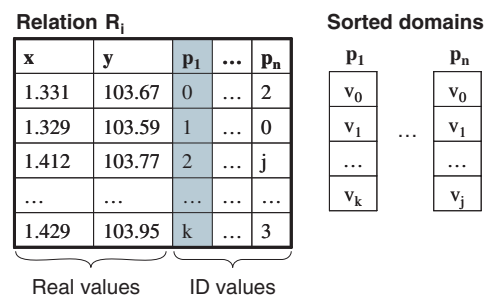 Relation Ri
x y p1 ... pn
1.331 103.67 0 ... 2
1.329 103.59 1 ... 0
1.412 103.77 2 ... j
... ... ... ... ...
1.429 103.95 k ... 3
Real values ID values
Sorted domains
p1 pn
v0 v0
v1 ... v1
... ...
vk vj